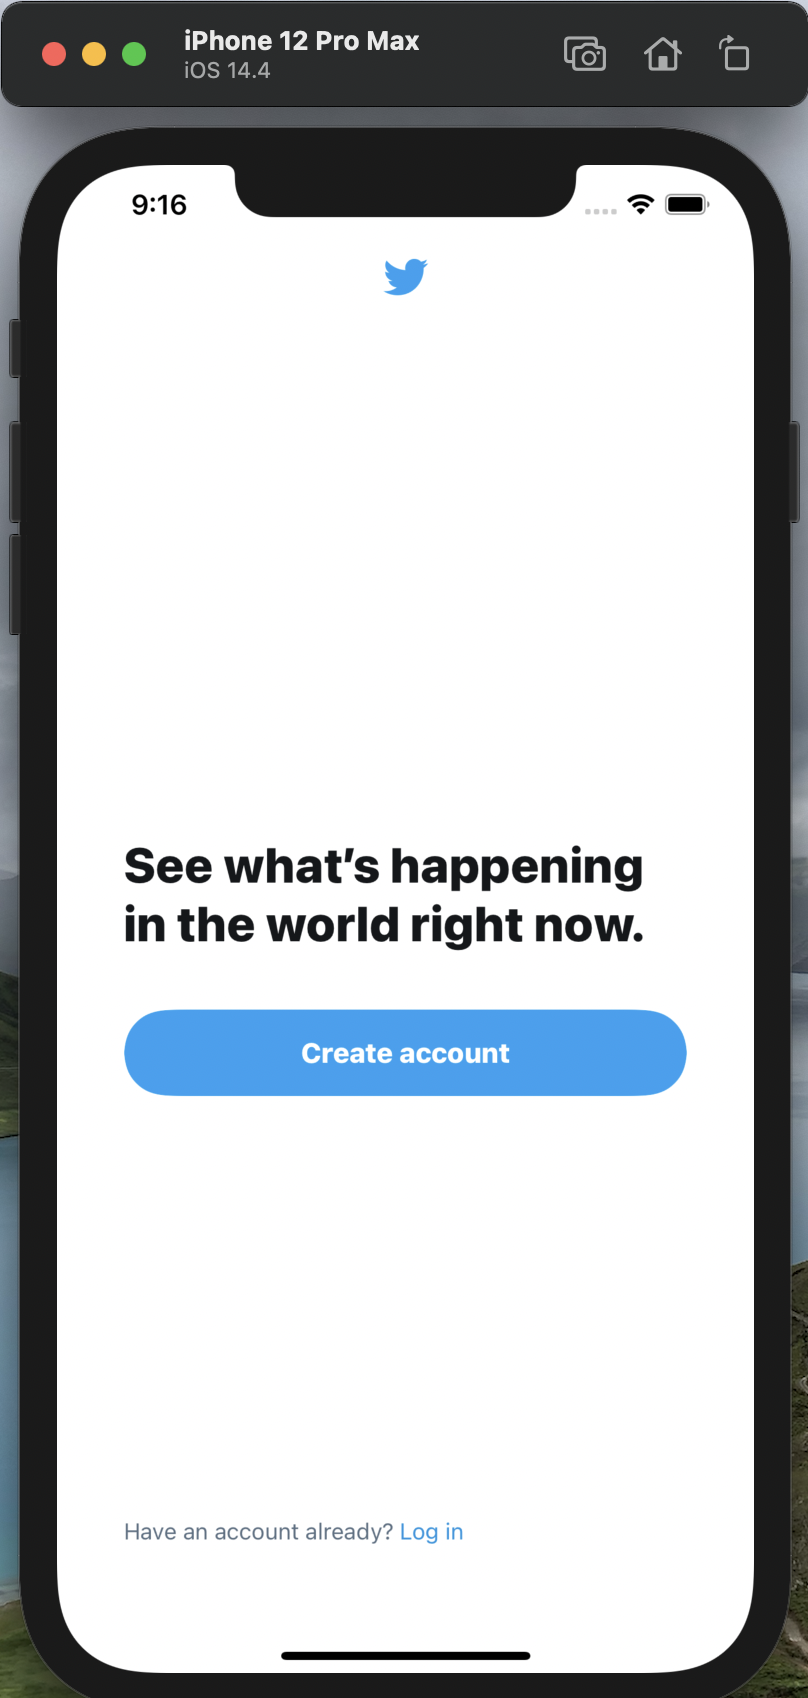 iPhone 12 Pro Max
iOS 14.4
9:16
See what’s happening
in the world right now.
Create account
Have an account already? Log in